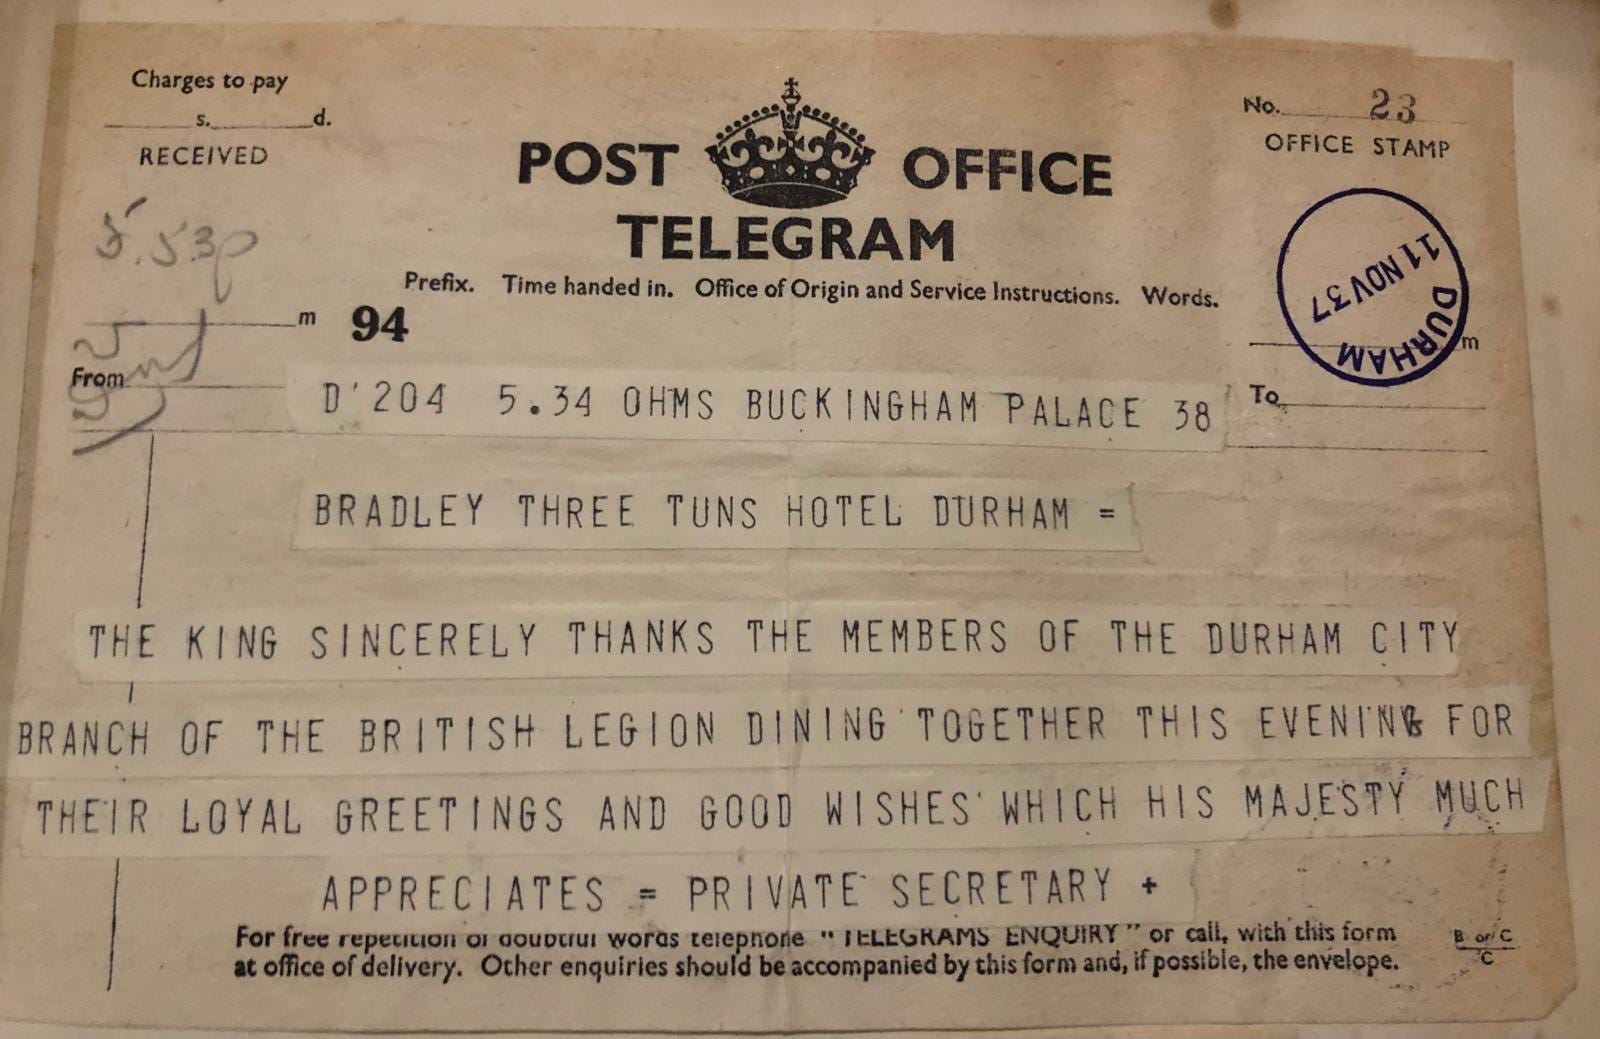 Charges to pay
s. d.
RECEIVED
No. 23
OFFICE STAMP
POST OFFICE
TELEGRAM
Prefix. Time handed in. Office of Origin and Service Instructions. Words.
5.53p
m
94
DURHAM
11 NOV 37
m
From
To
D'204 5.34 OHMS BUCKINGHAM PALACE 38
BRADLEY THREE TUNS HOTEL DURHAM =
THE KING SINCERELY THANKS THE MEMBERS OF THE DURHAM CITY
BRANCH OF THE BRITISH LEGION DINING TOGETHER THIS EVENING FOR
THEIR LOYAL GREETINGS AND GOOD WISHES WHICH HIS MAJESTY MUCH
APPRECIATES = PRIVATE SECRETARY +
For free repetition of doubtful words telephone "TELEGRAMS ENQUIRY" or call, with this form
at office of delivery. Other enquiries should be accompanied by this form and, if possible, the envelope.
B or C
C